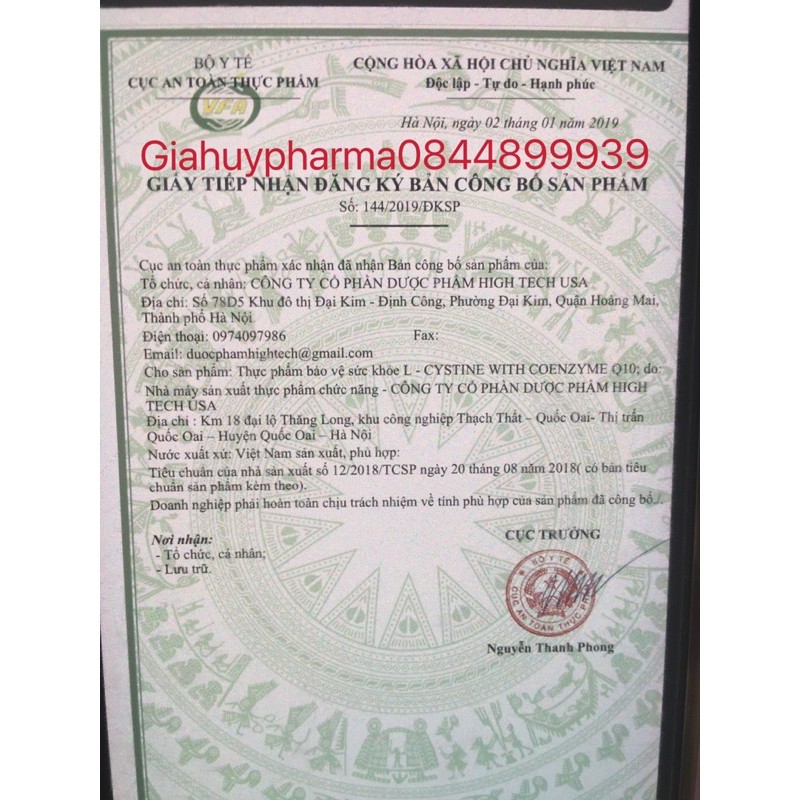 BỘ Y TẾ
CỤC AN TOÀN THỰC PHẨM
VFA
CỘNG HÒA XÃ HỘI CHỦ NGHĨA VIỆT NAM
Độc lập - Tự do - Hạnh phúc
Hà Nội, ngày 02 tháng 01 năm 2019
Giahuypharma0844899939
GIẤY TIẾP NHẬN ĐĂNG KÝ BẢN CÔNG BỐ SẢN PHẨM
Số: 144/2019/ĐKSP
Cục an toàn thực phẩm xác nhận đã nhận Bản công bố sản phẩm của:
Tổ chức, cá nhân: CÔNG TY CỔ PHẦN DƯỢC PHẨM HIGH TECH USA
Địa chỉ: Số 78D5 Khu đô thị Đại Kim - Định Công, Phường Đại Kim, Quận Hoàng Mai,
Thành phố Hà Nội
Điện thoại: 0974097986 Fax:
Email: duocphamhightech@gmail.com
Cho sản phẩm: Thực phẩm bảo vệ sức khỏe L - CYSTINE WITH COENZYME Q10; do:
Nhà máy sản xuất thực phẩm chức năng - CÔNG TY CỔ PHẦN DƯỢC PHẨM HIGH
TECH USA
Địa chỉ : Km 18 đại lộ Thăng Long, khu công nghiệp Thạch Thất – Quốc Oai- Thị trấn
Quốc Oai – Huyện Quốc Oai – Hà Nội
Nước xuất xứ: Việt Nam sản xuất, phù hợp:
Tiêu chuẩn của nhà sản xuất số 12/2018/TCSP ngày 20 tháng 08 năm 2018( có bản tiêu
chuẩn sản phẩm kèm theo).
Doanh nghiệp phải hoàn toàn chịu trách nhiệm về tính phù hợp của sản phẩm đã công bố./.
Nơi nhận:
- Tổ chức, cá nhân;
- Lưu trữ.
CỤC TRƯỞNG
BỘ Y TẾ
CỤC AN TOÀN THỰC PHẨM
Nguyễn Thanh Phong